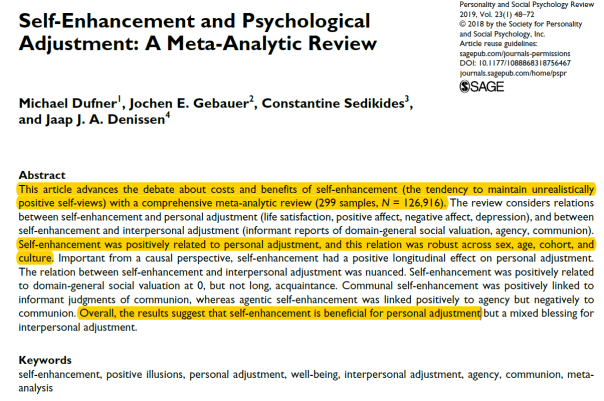 Self-Enhancement and Psychological
Adjustment: A Meta-Analytic Review
Personality and Social Psychology Review
2019, Vol. 23(1) 48–72
© 2018 by the Society for Personality
and Social Psychology, Inc.
Article reuse guidelines:
sagepub.com/journals-permissions
DOI: 10.1177/1088868318756467
journals.sagepub.com/home/pspr
SAGE
Michael Dufner1, Jochen E. Gebauer2, Constantine Sedikides3,
and Jaap J. A. Denissen4
Abstract
This article advances the debate about costs and benefits of self-enhancement (the tendency to maintain unrealistically
positive self-views) with a comprehensive meta-analytic review (299 samples, N = 126,916). The review considers relations
between self-enhancement and personal adjustment (life satisfaction, positive affect, negative affect, depression), and between
self-enhancement and interpersonal adjustment (informant reports of domain-general social valuation, agency, communion).
Self-enhancement was positively related to personal adjustment, and this relation was robust across sex, age, cohort, and
culture. Important from a causal perspective, self-enhancement had a positive longitudinal effect on personal adjustment.
The relation between self-enhancement and interpersonal adjustment was nuanced. Self-enhancement was positively related
to domain-general social valuation at 0, but not long, acquaintance. Communal self-enhancement was positively linked to
informant judgments of communion, whereas agentic self-enhancement was linked positively to agency but negatively to
communion. Overall, the results suggest that self-enhancement is beneficial for personal adjustment but a mixed blessing for
interpersonal adjustment.
Keywords
self-enhancement, positive illusions, personal adjustment, well-being, interpersonal adjustment, agency, communion, meta-
analysis